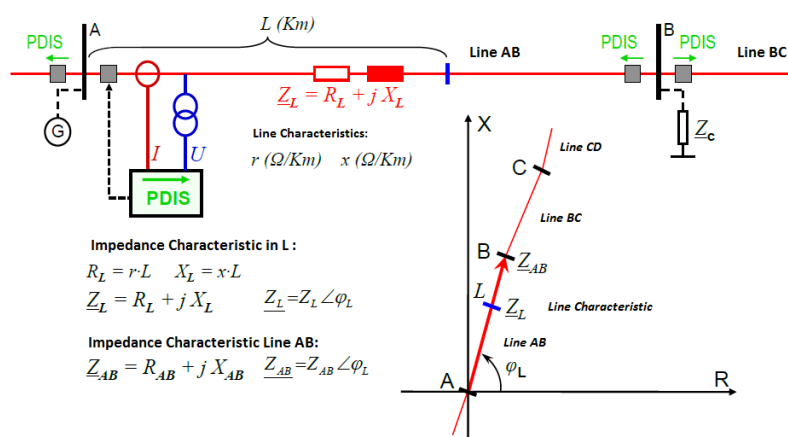 PDIS
A
L (Km)
Line AB
PDIS
B
PDIS
Line BC
G
Z_L = R_L + j X_L
Z_C
I
U
Line Characteristics:
r (Ω/Km) x (Ω/Km)
PDIS
X
Line CD
C
Line BC
B
Z_AB
L
Z_L
Line Characteristic
Line AB
A
φ_L
R
Impedance Characteristic in L :
R_L = r·L X_L = x·L
Z_L = R_L + j X_L Z_L =Z_L ∠φ_L
Impedance Characteristic Line AB:
Z_AB = R_AB + j X_AB Z_AB =Z_AB ∠φ_L